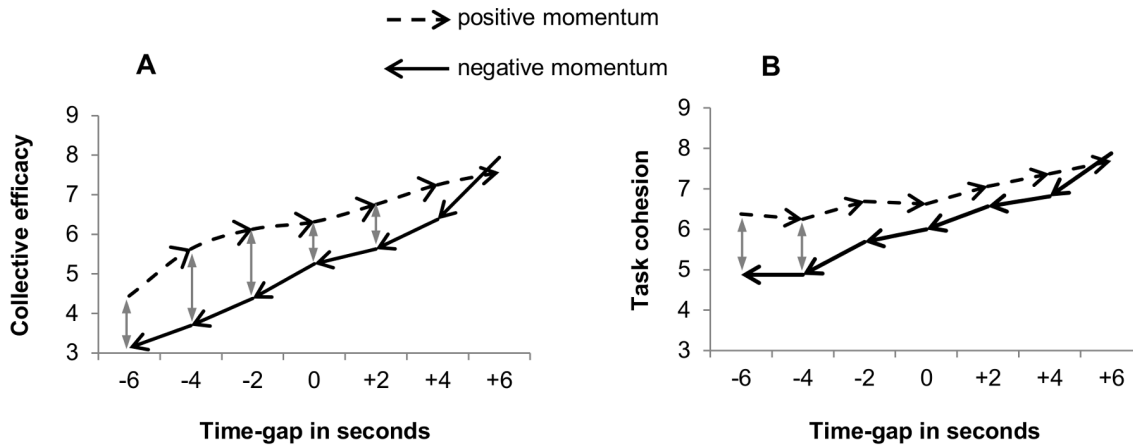 positive momentum
negative momentum
A
Collective efficacy
9
8
7
6
5
4
3
-6 -4 -2 0 +2 +4 +6
Time-gap in seconds
B
Task cohesion
9
8
7
6
5
4
3
-6 -4 -2 0 +2 +4 +6
Time-gap in seconds